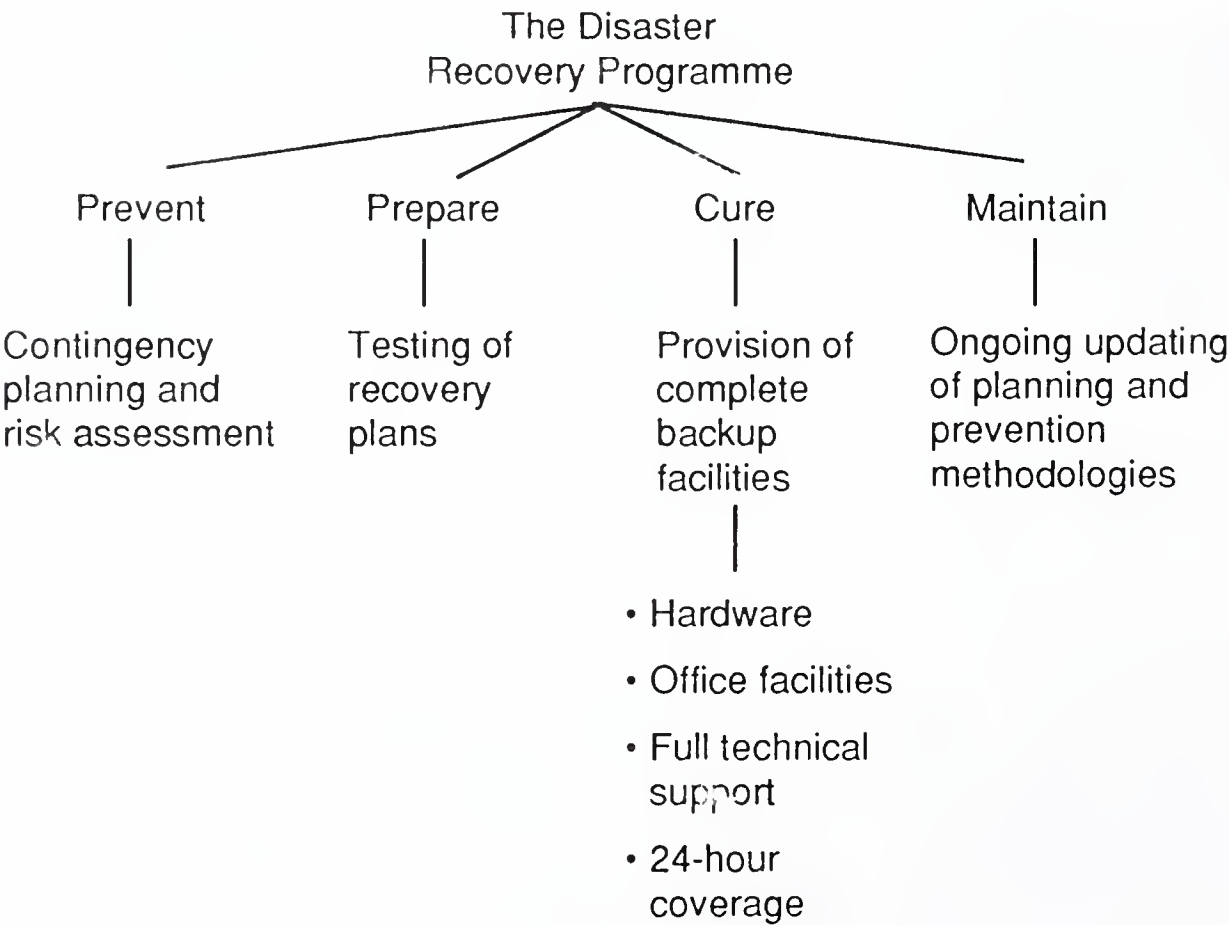 The Disaster
Recovery Programme
Prevent
Prepare
Cure
Maintain
Contingency
planning and
risk assessment
Testing of
recovery
plans
Provision of
complete
backup
facilities
Ongoing updating
of planning and
prevention
methodologies
• Hardware
• Office facilities
• Full technical
support
• 24-hour
coverage